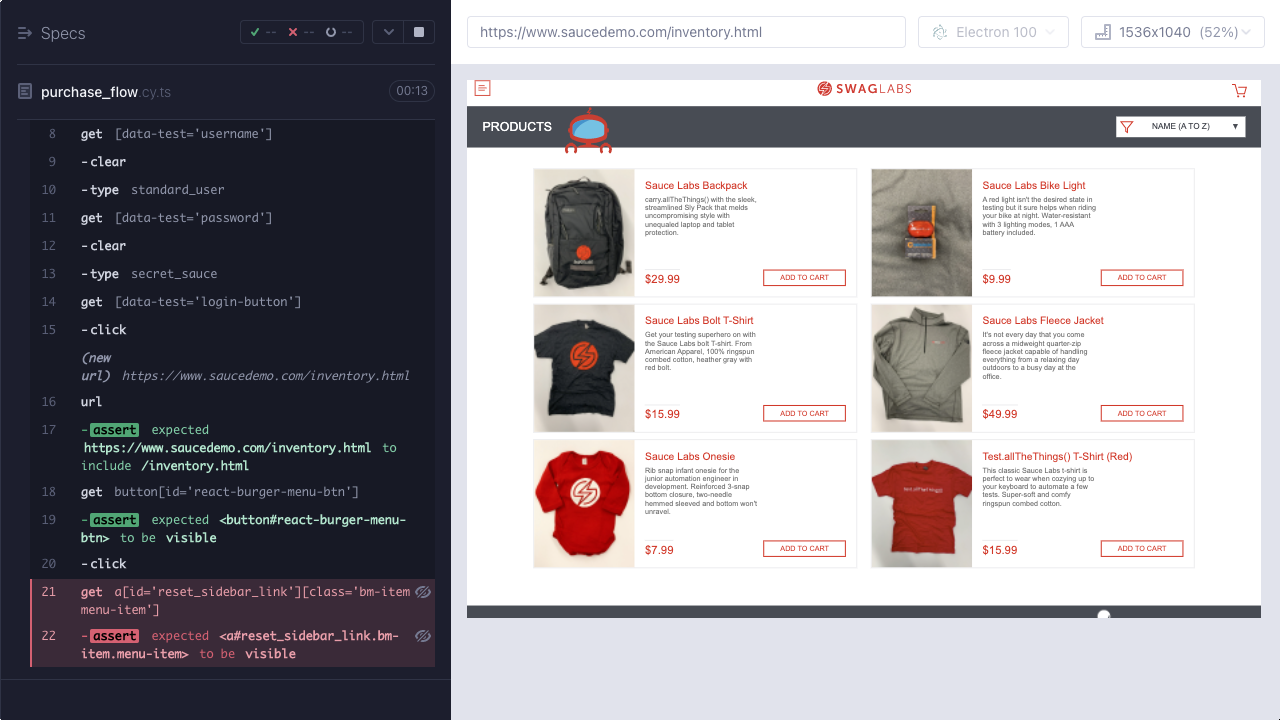 Specs
-- -- --
purchase_flow.cy.ts
00:13
8 get [data-test='username']
9 -clear
10 -type standard_user
11 get [data-test='password']
12 -clear
13 -type secret_sauce
14 get [data-test='login-button']
15 -click
(new
url) https://www.saucedemo.com/inventory.html
16 url
17 -assert expected
https://www.saucedemo.com/inventory.html to
include /inventory.html
18 get button[id='react-burger-menu-btn']
19 -assert expected <button#react-burger-menu-
btn> to be visible
20 -click
21 get a[id='reset_sidebar_link'][class='bm-item
menu-item']
22 -assert expected <a#reset_sidebar_link.bm-
item.menu-item> to be visible
https://www.saucedemo.com/inventory.html
Electron 100
1536x1040 (52%)
SWAGLABS
PRODUCTS
NAME (A TO Z)
Sauce Labs Backpack
carry.allTheThings() with the sleek,
streamlined Sly Pack that melds
uncompromising style with
unequaled laptop and tablet
protection.
$29.99
ADD TO CART
Sauce Labs Bike Light
A red light isn't the desired state in
testing but it sure helps when riding
your bike at night. Water-resistant
with 3 lighting modes, 1 AAA
battery included.
$9.99
ADD TO CART
Sauce Labs Bolt T-Shirt
Get your testing superhero on with
the Sauce Labs bolt T-shirt. From
American Apparel, 100% ringspun
combed cotton, heather gray with
red bolt.
$15.99
ADD TO CART
Sauce Labs Fleece Jacket
It's not every day that you come
across a midweight quarter-zip
fleece jacket capable of handling
everything from a relaxing day
outdoors to a busy day at the
office.
$49.99
ADD TO CART
Sauce Labs Onesie
Rib snap infant onesie for the
junior automation engineer in
development. Reinforced 3-snap
bottom closure, two-needle
hemmed sleeved and bottom won't
unravel.
$7.99
ADD TO CART
Test.allTheThings() T-Shirt (Red)
This classic Sauce Labs t-shirt is
perfect to wear when cozying up to
your keyboard to automate a few
tests. Super-soft and comfy
ringspun combed cotton.
$15.99
ADD TO CART